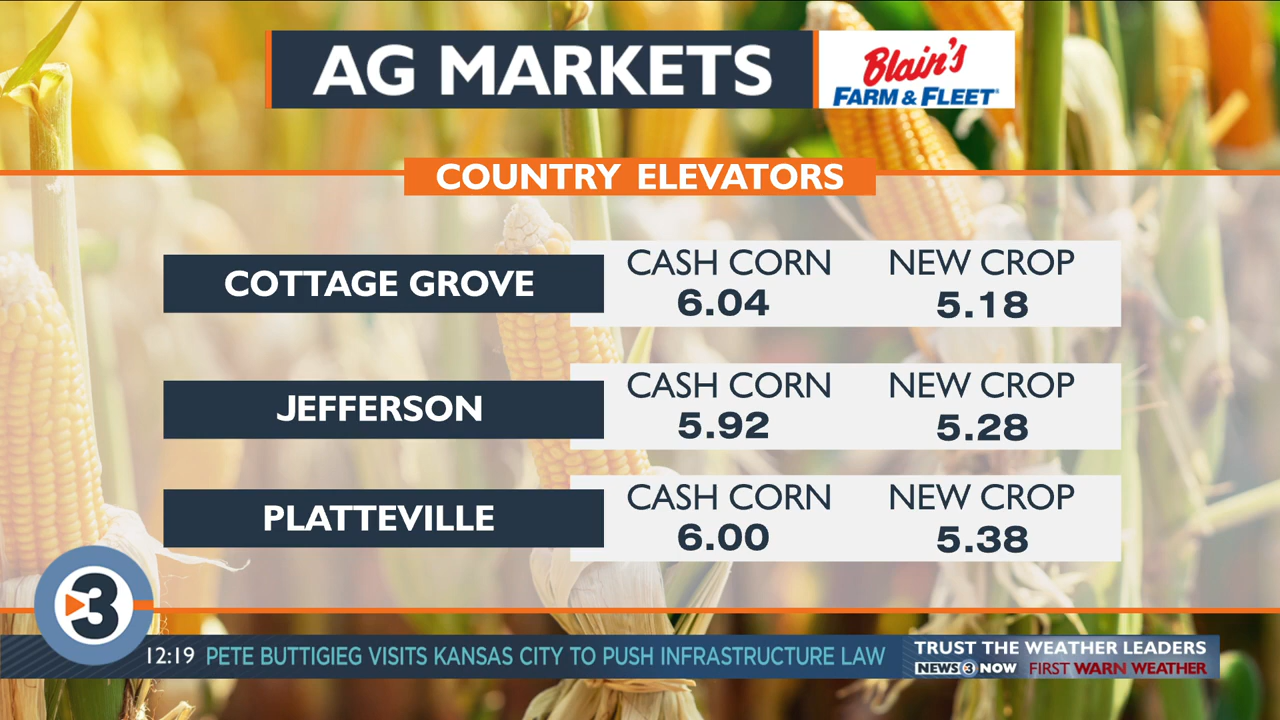 AG MARKETS
Blain's
FARM & FLEET
COUNTRY ELEVATORS
COTTAGE GROVE
CASH CORN NEW CROP
6.04 5.18
JEFFERSON
CASH CORN NEW CROP
5.92 5.28
PLATTEVILLE
CASH CORN NEW CROP
6.00 5.38
3
12:19 PETE BUTTIGIEG VISITS KANSAS CITY TO PUSH INFRASTRUCTURE LAW
TRUST THE WEATHER LEADERS
NEWS 3 NOW FIRST WARN WEATHER